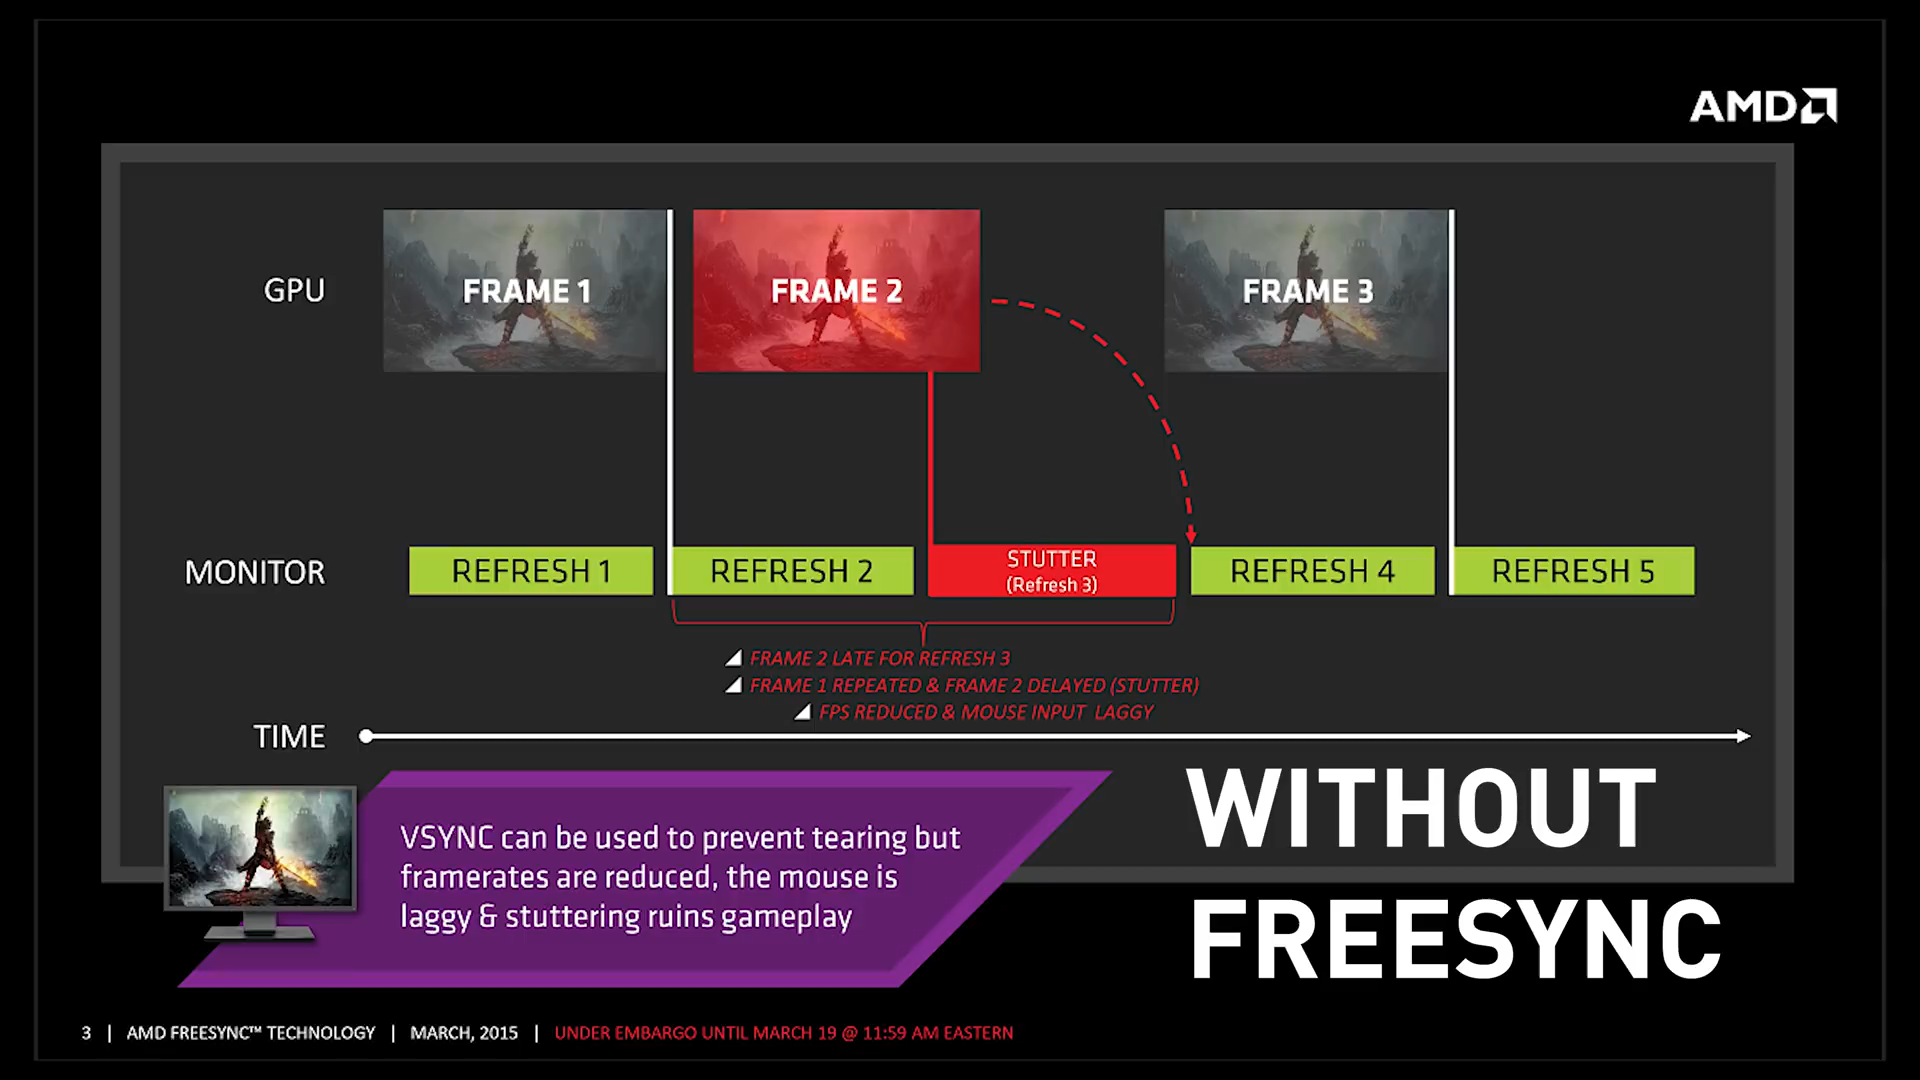 AMD
GPU
FRAME 1
FRAME 2
FRAME 3
MONITOR
REFRESH 1
REFRESH 2
STUTTER
(Refresh 3)
REFRESH 4
REFRESH 5
FRAME 2 LATE FOR REFRESH 3
FRAME 1 REPEATED & FRAME 2 DELAYED (STUTTER)
FPS REDUCED & MOUSE INPUT LAGGY
TIME
VSYNC can be used to prevent tearing but
framerates are reduced, the mouse is
laggy & stuttering ruins gameplay
WITHOUT
FREESYNC
3 | AMD FREESYNC™ TECHNOLOGY | MARCH, 2015 | UNDER EMBARGO UNTIL MARCH 19 @ 11:59 AM EASTERN